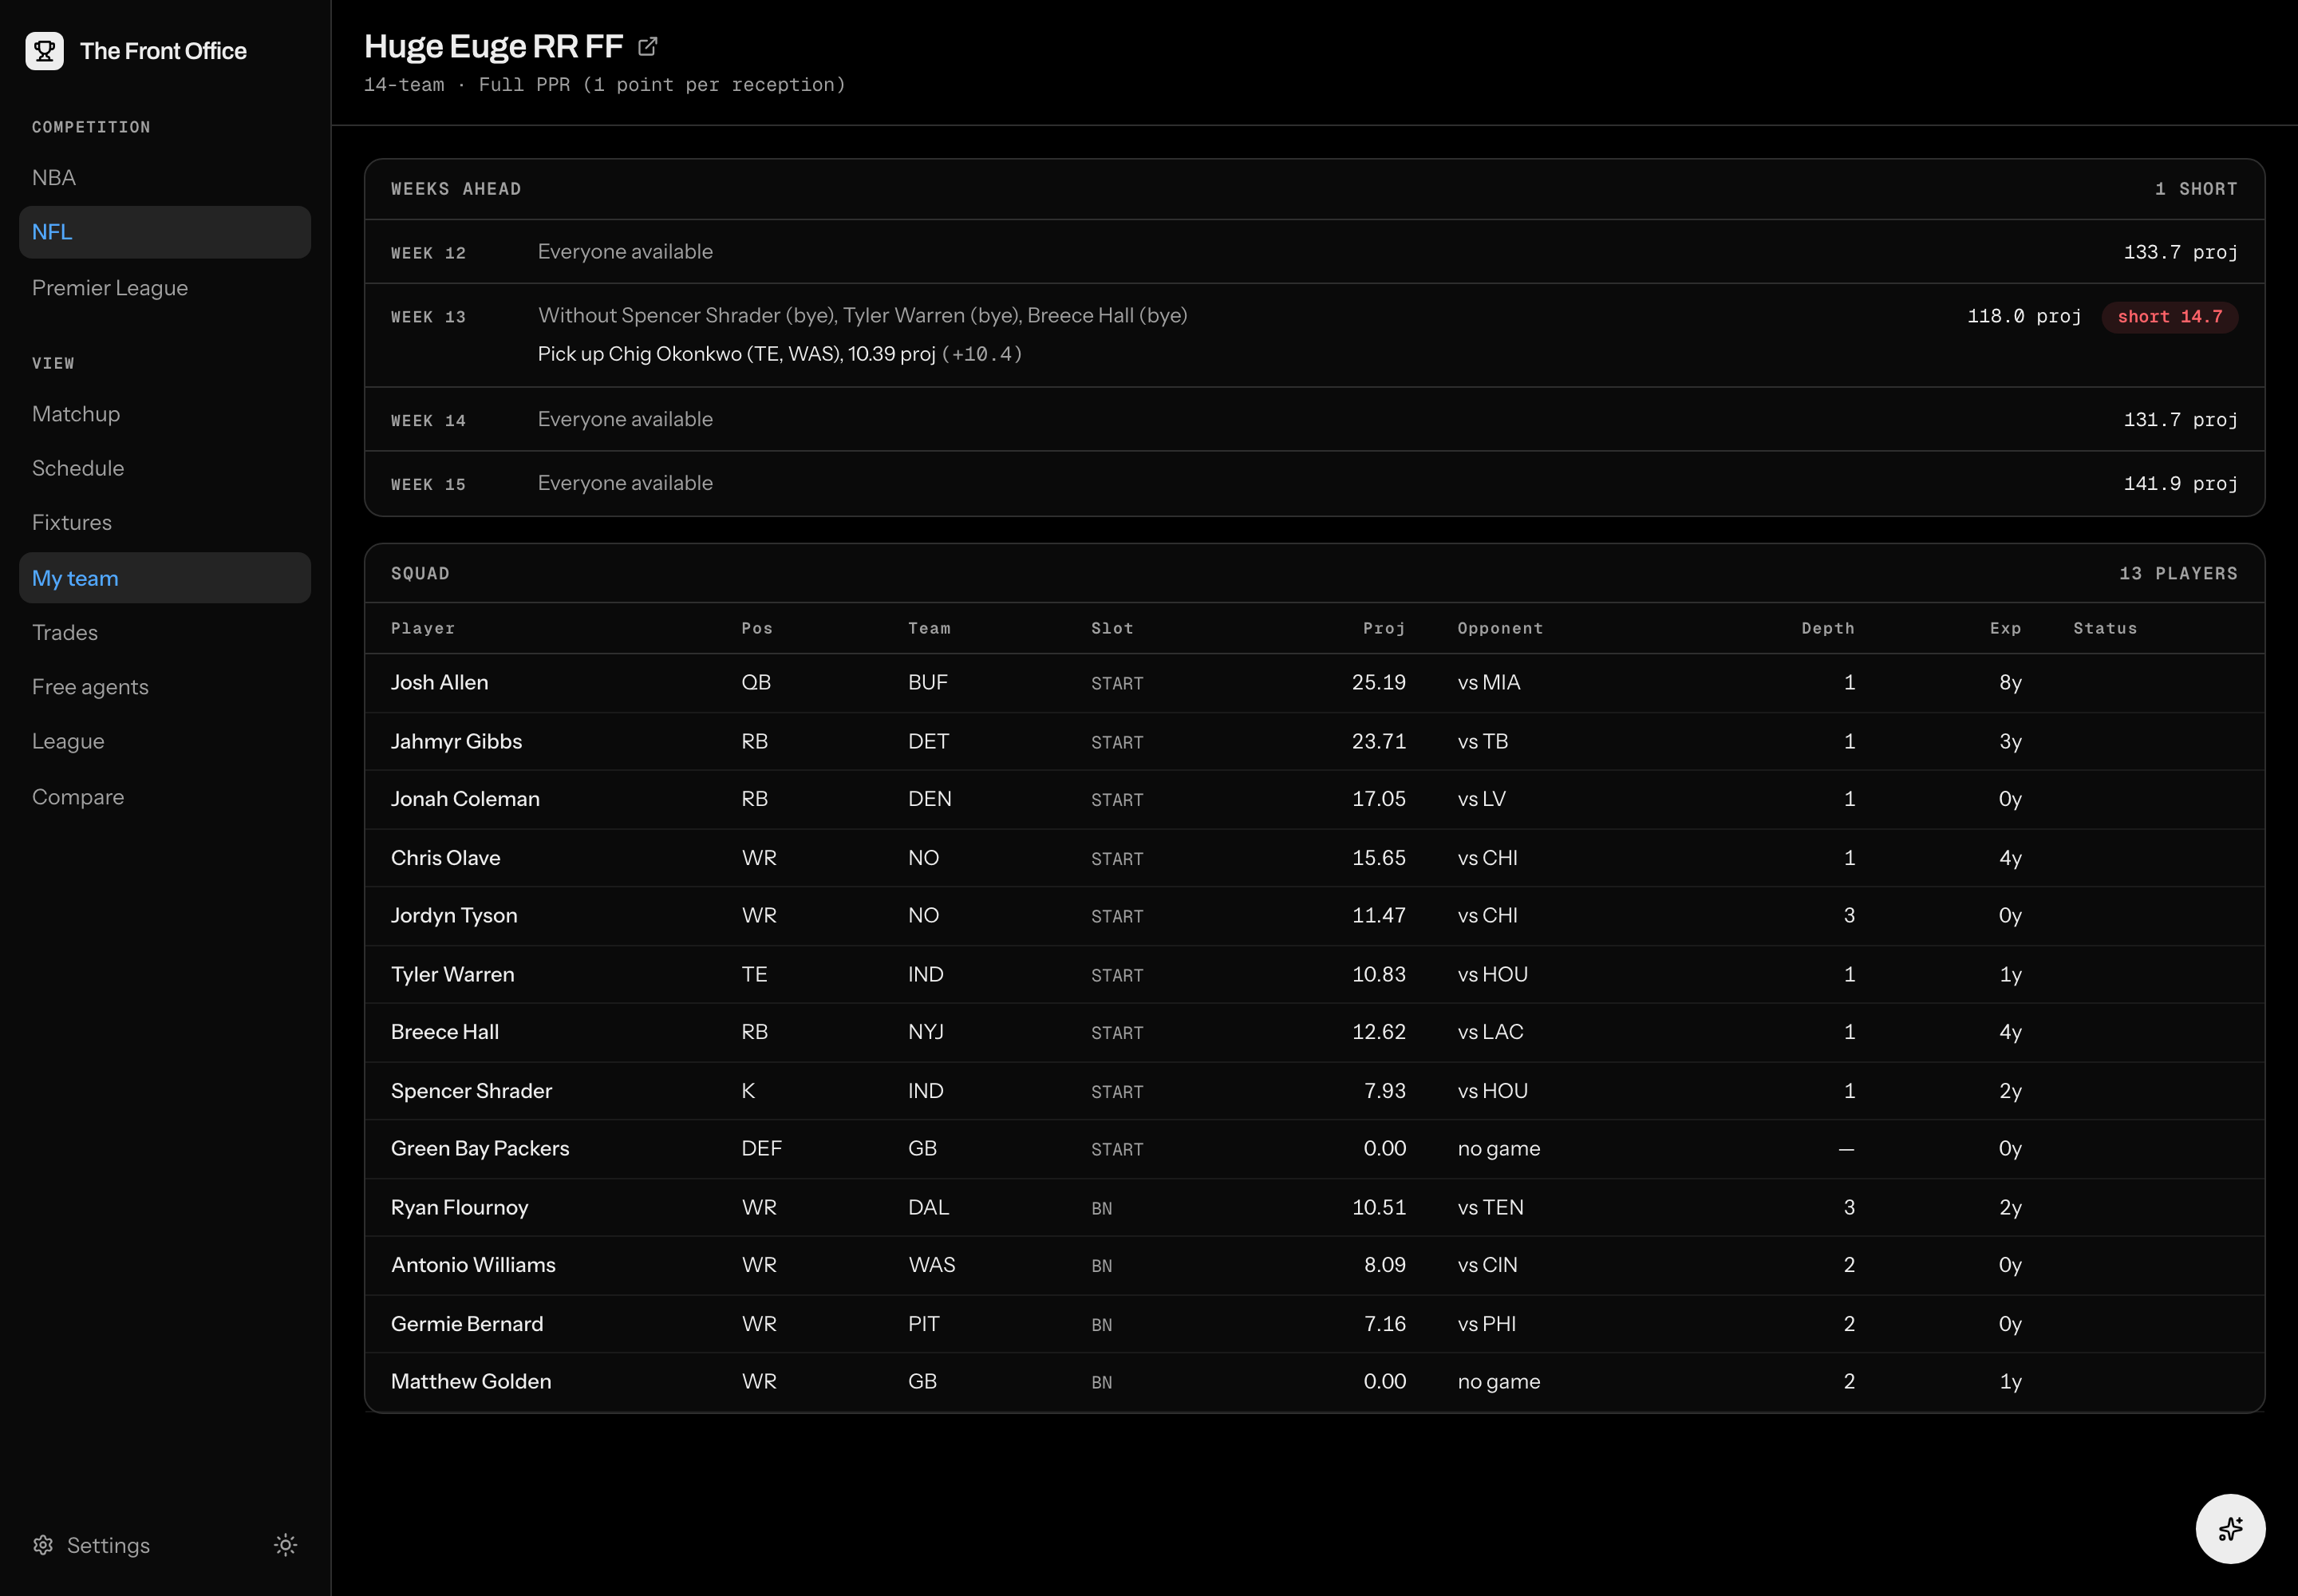 The Front Office
COMPETITION
NBA
NFL
Premier League
VIEW
Matchup
Schedule
Fixtures
My team
Trades
Free agents
League
Compare
Settings
Huge Euge RR FF
14-team · Full PPR (1 point per reception)
WEEKS AHEAD 1 SHORT
WEEK 12 Everyone available 133.7 proj
WEEK 13 Without Spencer Shrader (bye), Tyler Warren (bye), Breece Hall (bye) 118.0 proj short 14.7
Pick up Chig Okonkwo (TE, WAS), 10.39 proj (+10.4)
WEEK 14 Everyone available 131.7 proj
WEEK 15 Everyone available 141.9 proj
SQUAD 13 PLAYERS
Player Pos Team Slot Proj Opponent Depth Exp Status
Josh Allen QB BUF START 25.19 vs MIA 1 8y
Jahmyr Gibbs RB DET START 23.71 vs TB 1 3y
Jonah Coleman RB DEN START 17.05 vs LV 1 0y
Chris Olave WR NO START 15.65 vs CHI 1 4y
Jordyn Tyson WR NO START 11.47 vs CHI 3 0y
Tyler Warren TE IND START 10.83 vs HOU 1 1y
Breece Hall RB NYJ START 12.62 vs LAC 1 4y
Spencer Shrader K IND START 7.93 vs HOU 1 2y
Green Bay Packers DEF GB START 0.00 no game — 0y
Ryan Flournoy WR DAL BN 10.51 vs TEN 3 2y
Antonio Williams WR WAS BN 8.09 vs CIN 2 0y
Germie Bernard WR PIT BN 7.16 vs PHI 2 0y
Matthew Golden WR GB BN 0.00 no game 2 1y